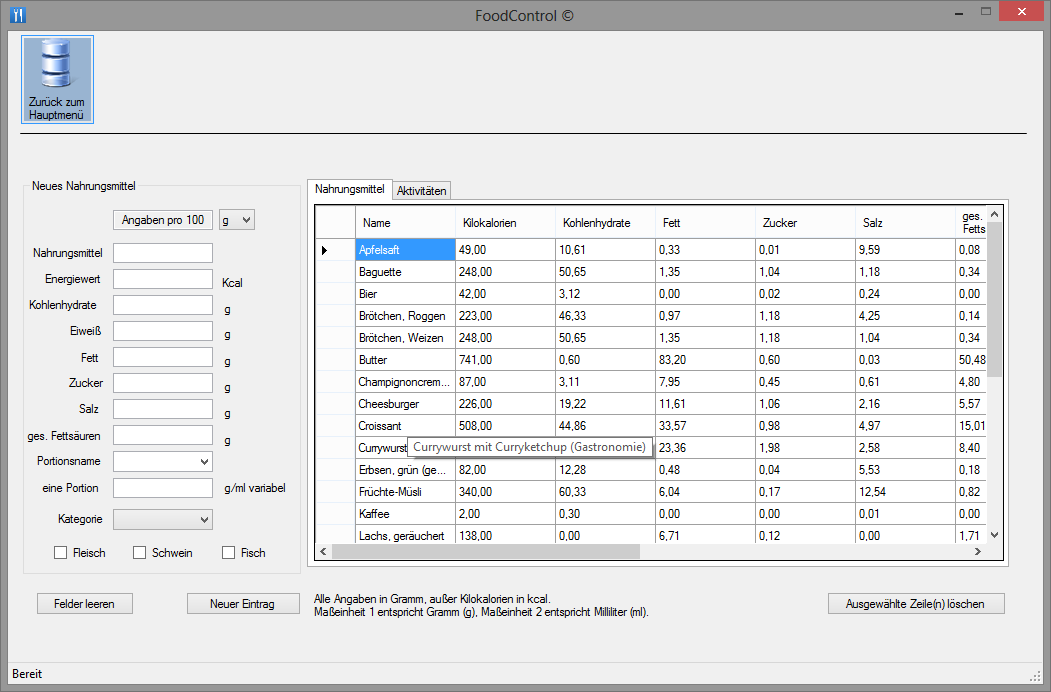 FoodControl ©
Zurück zum
Hauptmenü
Neues Nahrungsmittel
Angaben pro 100 g
Nahrungsmittel
Energiewert Kcal
Kohlenhydrate g
Eiweiß g
Fett g
Zucker g
Salz g
ges. Fettsäuren g
Portionsname
eine Portion g/ml variabel
Kategorie
Fleisch Schwein Fisch
Felder leeren Neuer Eintrag
Nahrungsmittel Aktivitäten
Name Kilokalorien Kohlenhydrate Fett Zucker Salz ges. Fetts
Apfelsaft 49,00 10,61 0,33 0,01 9,59 0,08
Baguette 248,00 50,65 1,35 1,04 1,18 0,34
Bier 42,00 3,12 0,00 0,02 0,24 0,00
Brötchen, Roggen 223,00 46,33 0,97 1,18 4,25 0,14
Brötchen, Weizen 248,00 50,65 1,35 1,18 1,04 0,34
Butter 741,00 0,60 83,20 0,60 0,03 50,48
Champignoncrem... 87,00 3,11 7,95 0,45 0,61 4,80
Cheesburger 226,00 19,22 11,61 1,06 2,16 5,57
Croissant 508,00 44,86 33,57 0,98 4,97 15,01
Currywurst Currywurst mit Curryketchup (Gastronomie) 23,36 1,98 2,58 8,40
Erbsen, grün (ge... 82,00 12,28 0,48 0,04 5,53 0,18
Früchte-Müsli 340,00 60,33 6,04 0,17 12,54 0,82
Kaffee 2,00 0,30 0,00 0,00 0,01 0,00
Lachs, geräuchert 138,00 0,00 6,71 0,12 0,00 1,71
Alle Angaben in Gramm, außer Kilokalorien in kcal.
Maßeinheit 1 entspricht Gramm (g), Maßeinheit 2 entspricht Milliliter (ml).
Ausgewählte Zeile(n) löschen
Bereit